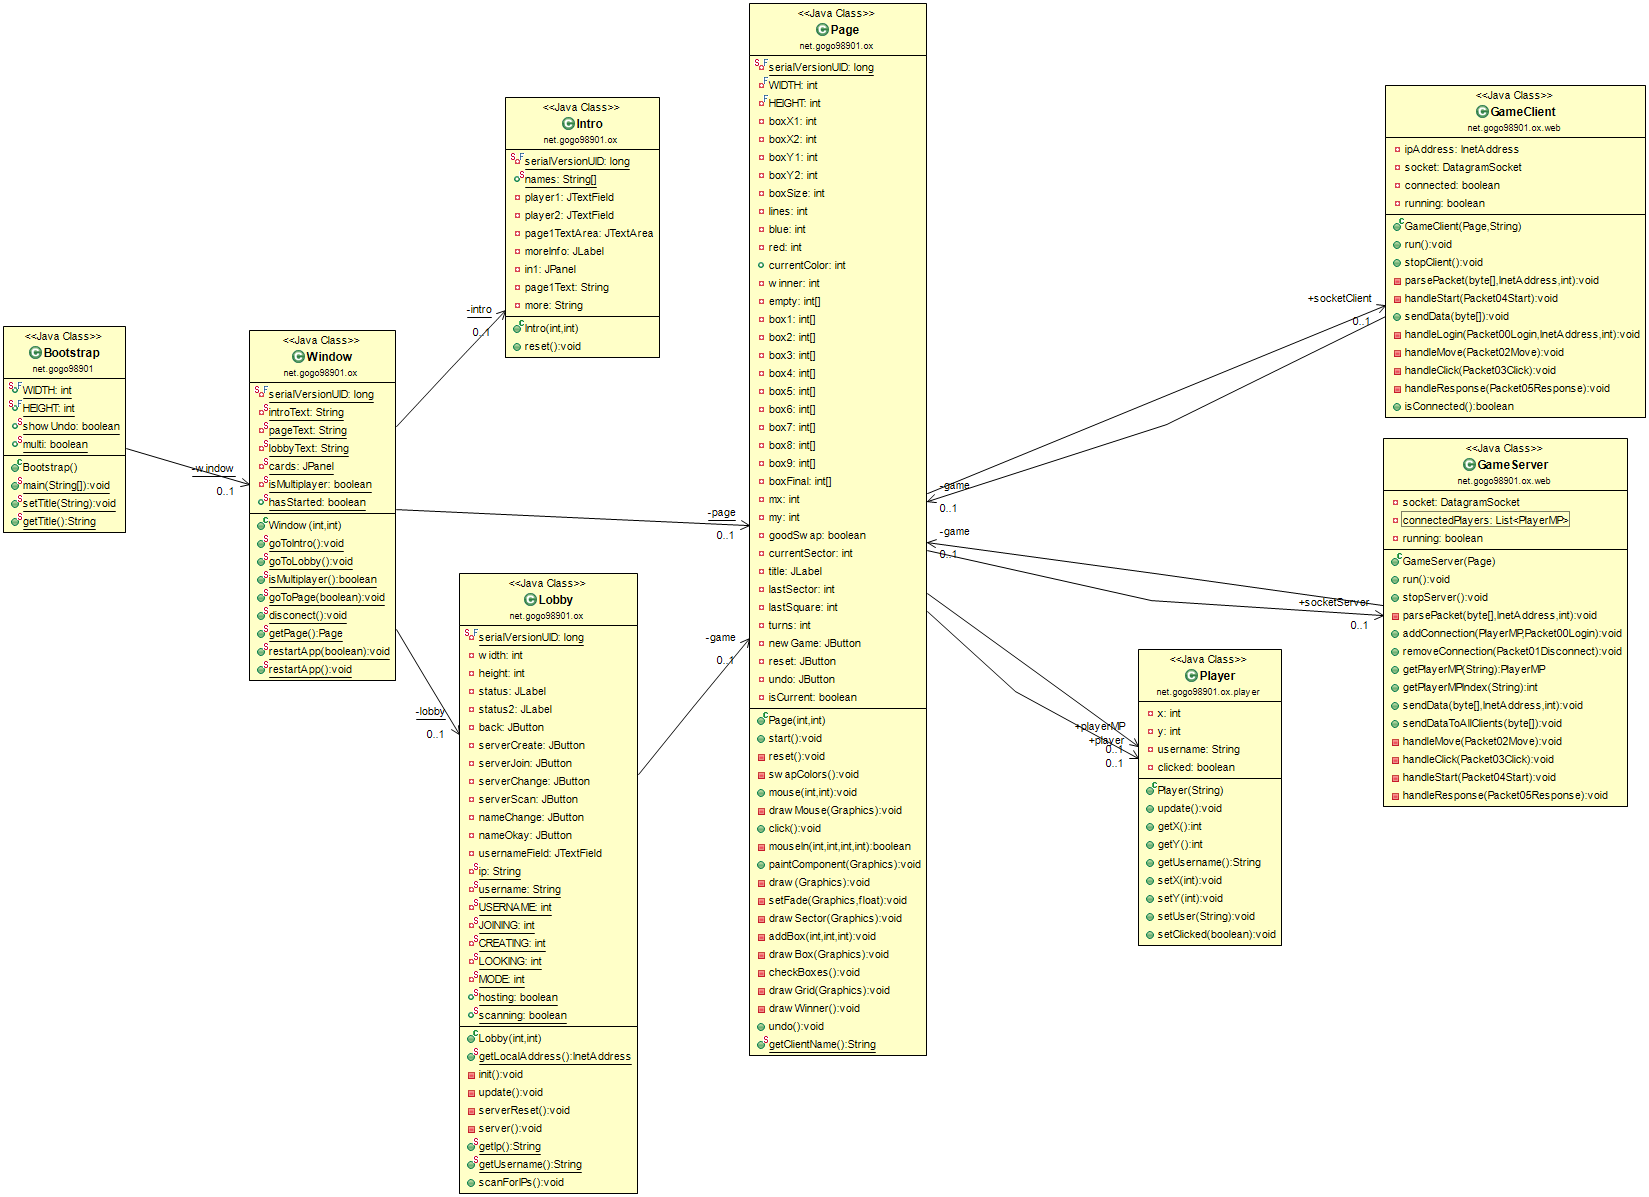 <<Java Class>>
Bootstrap
net.gogo98901
WIDTH: int
HEIGHT: int
showUndo: boolean
multi: boolean
Bootstrap()
main(String[]):void
setTitle(String):void
getTitle():String
-window
0..1
<<Java Class>>
Window
net.gogo98901.ox
serialVersionUID: long
introText: String
pageText: String
lobbyText: String
cards: JPanel
isMultiplayer: boolean
hasStarted: boolean
Window(int,int)
goToIntro():void
goToLobby():void
isMultiplayer():boolean
goToPage(boolean):void
disconect():void
getPage():Page
restartApp(boolean):void
restartApp():void
-intro
0..1
-page
0..1
-lobby
0..1
<<Java Class>>
Intro
net.gogo98901.ox
serialVersionUID: long
names: String[]
player1: JTextField
player2: JTextField
page1TextArea: JTextArea
moreInfo: JLabel
in1: JPanel
page1Text: String
more: String
Intro(int,int)
reset():void
<<Java Class>>
Lobby
net.gogo98901.ox
serialVersionUID: long
width: int
height: int
status: JLabel
status2: JLabel
back: JButton
serverCreate: JButton
serverJoin: JButton
serverChange: JButton
serverScan: JButton
nameChange: JButton
nameOkay: JButton
usernameField: JTextField
ip: String
username: String
USERNAME: int
JOINING: int
CREATING: int
LOOKING: int
MODE: int
hosting: boolean
scanning: boolean
Lobby(int,int)
getLocalAddress():InetAddress
init():void
update():void
serverReset():void
server():void
getIp():String
getUsername():String
scanForIPs():void
-game
0..1
<<Java Class>>
Page
net.gogo98901.ox
serialVersionUID: long
WIDTH: int
HEIGHT: int
boxX1: int
boxX2: int
boxY1: int
boxY2: int
boxSize: int
lines: int
blue: int
red: int
currentColor: int
winner: int
empty: int[]
box1: int[]
box2: int[]
box3: int[]
box4: int[]
box5: int[]
box6: int[]
box7: int[]
box8: int[]
box9: int[]
boxFinal: int[]
mx: int
my: int
goodSwap: boolean
currentSector: int
title: JLabel
lastSector: int
lastSquare: int
turns: int
newGame: JButton
reset: JButton
undo: JButton
isCurrent: boolean
Page(int,int)
start():void
reset():void
swapColors():void
mouse(int,int):void
drawMouse(Graphics):void
click():void
mouseIn(int,int,int,int):boolean
paintComponent(Graphics):void
draw(Graphics):void
setFade(Graphics,float):void
drawSector(Graphics):void
addBox(int,int,int):void
drawBox(Graphics):void
checkBoxes():void
drawGrid(Graphics):void
drawWinner():void
undo():void
getClientName():String
+socketClient
0..1
-game
0..1
-game
0..1
+socketServer
0..1
+playerMP
0..1
+player
0..1
<<Java Class>>
GameClient
net.gogo98901.ox.web
ipAddress: InetAddress
socket: DatagramSocket
connected: boolean
running: boolean
GameClient(Page,String)
run():void
stopClient():void
parsePacket(byte[],InetAddress,int):void
handleStart(Packet04Start):void
sendData(byte[]):void
handleLogin(Packet00Login,InetAddress,int):void
handleMove(Packet02Move):void
handleClick(Packet03Click):void
handleResponse(Packet05Response):void
isConnected():boolean
<<Java Class>>
GameServer
net.gogo98901.ox.web
socket: DatagramSocket
connectedPlayers: List<PlayerMP>
running: boolean
GameServer(Page)
run():void
stopServer():void
parsePacket(byte[],InetAddress,int):void
addConnection(PlayerMP,Packet00Login):void
removeConnection(Packet01Disconnect):void
getPlayerMP(String):PlayerMP
getPlayerMPIndex(String):int
sendData(byte[],InetAddress,int):void
sendDataToAllClients(byte[]):void
handleMove(Packet02Move):void
handleClick(Packet03Click):void
handleStart(Packet04Start):void
handleResponse(Packet05Response):void
<<Java Class>>
Player
net.gogo98901.ox.player
x: int
y: int
username: String
clicked: boolean
Player(String)
update():void
getX():int
getY():int
getUsername():String
setX(int):void
setY(int):void
setUser(String):void
setClicked(boolean):void